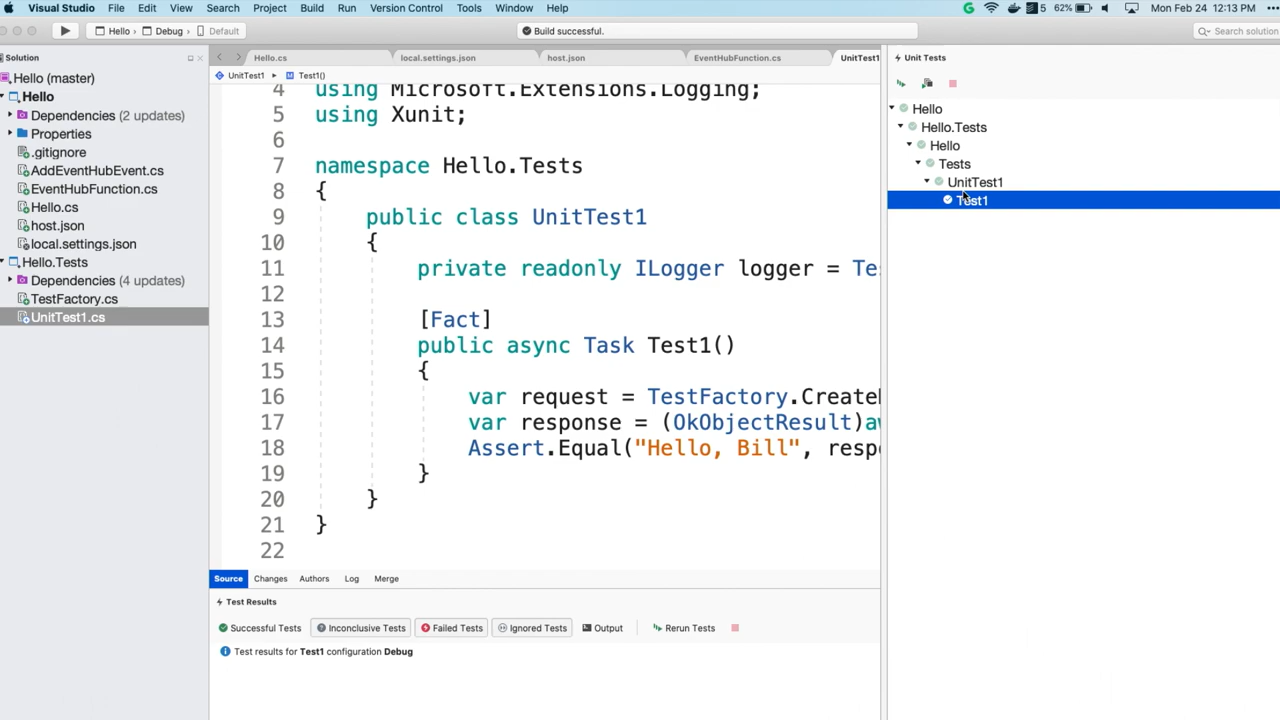 Visual Studio File Edit View Search Project Build Run Version Control Tools Window Help 5 62% Mon Feb 24 12:13 PM
Hello Debug Default Build successful. Search solution
Solution
Hello (master)
Hello
Dependencies (2 updates)
Properties
.gitignore
AddEventHubEvent.cs
EventHubFunction.cs
Hello.cs
host.json
local.settings.json
Hello.Tests
Dependencies (4 updates)
TestFactory.cs
UnitTest1.cs
Hello.cs local.settings.json host.json EventHubFunction.cs UnitTest1
UnitTest1 Test1()
4 using Microsoft.Extensions.Logging;
5 using Xunit;
6
7 namespace Hello.Tests
8 {
9 public class UnitTest1
10 {
11 private readonly ILogger logger = Te
12
13 [Fact]
14 public async Task Test1()
15 {
16 var request = TestFactory.Create
17 var response = (OkObjectResult)aw
18 Assert.Equal("Hello, Bill", resp
19 }
20 }
21 }
22
Source Changes Authors Log Merge
Test Results
Successful Tests Inconclusive Tests Failed Tests Ignored Tests Output Rerun Tests
Test results for Test1 configuration Debug
Unit Tests
Hello
Hello.Tests
Hello
Tests
UnitTest1
Test1